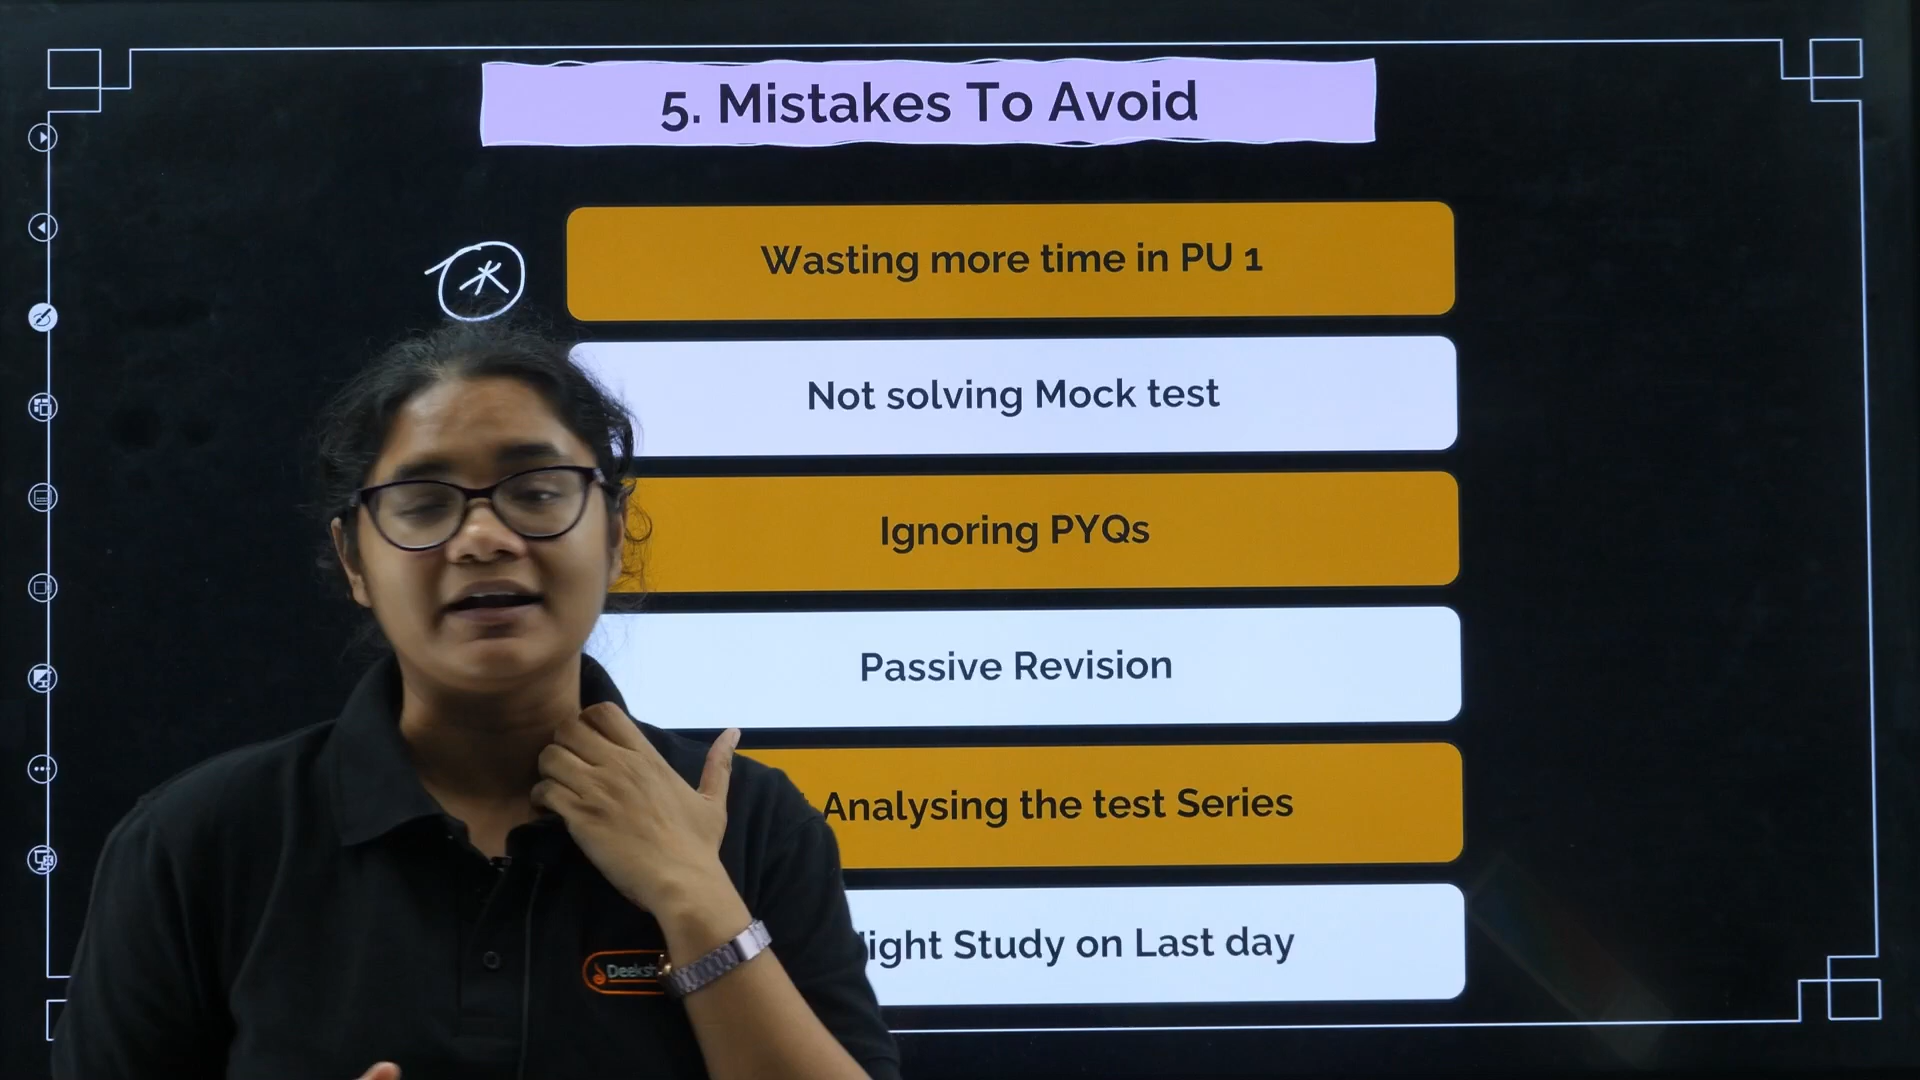 5. Mistakes To Avoid
Wasting more time in PU 1
Not solving Mock test
Ignoring PYQs
Passive Revision
Analysing the test Series
Study on Last day